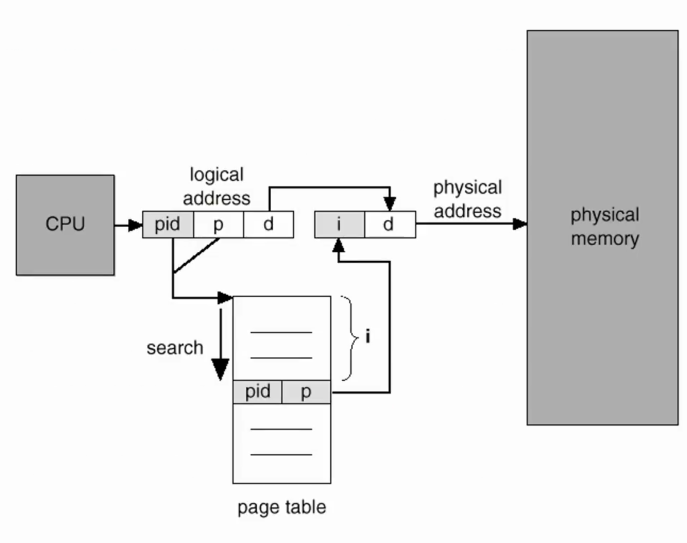 logical
address
physical
address
CPU
pid p d
i d
physical
memory
search
i
pid p
page table